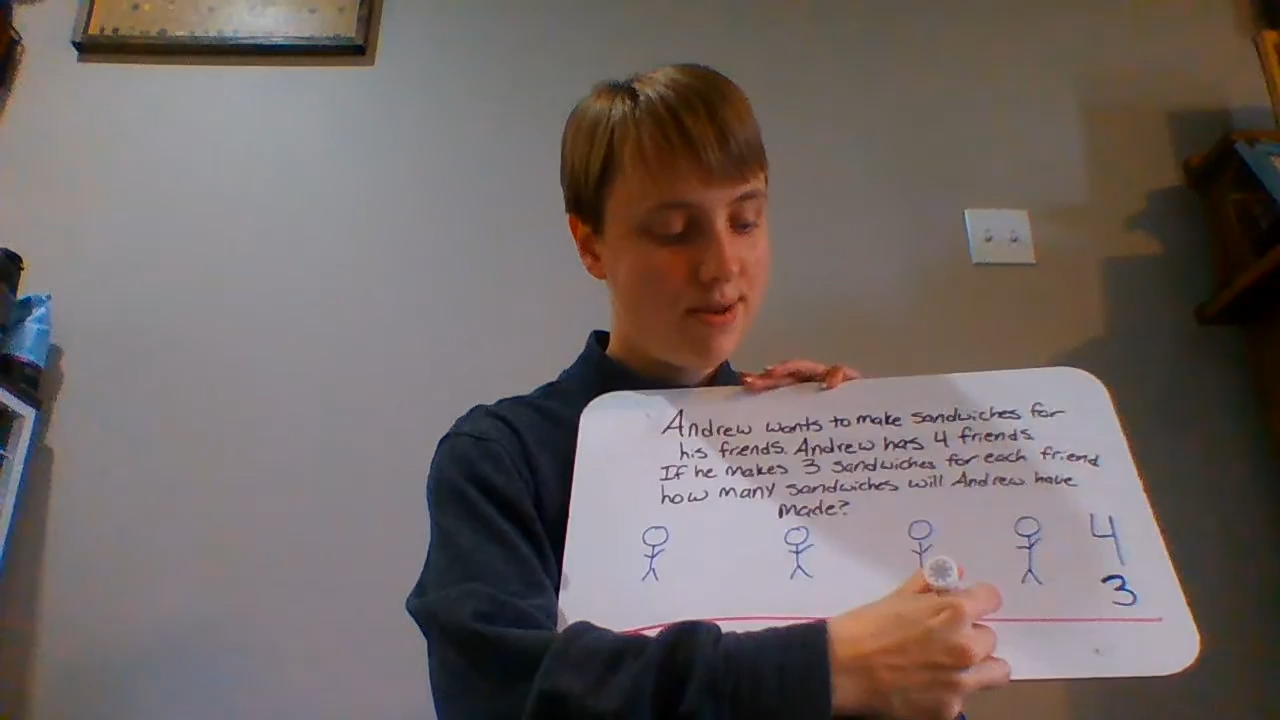 Andrew wants to make sandwiches for
his friends. Andrew has 4 friends.
If he makes 3 sandwiches for each friend
how many sandwiches will Andrew have
made?
4
3